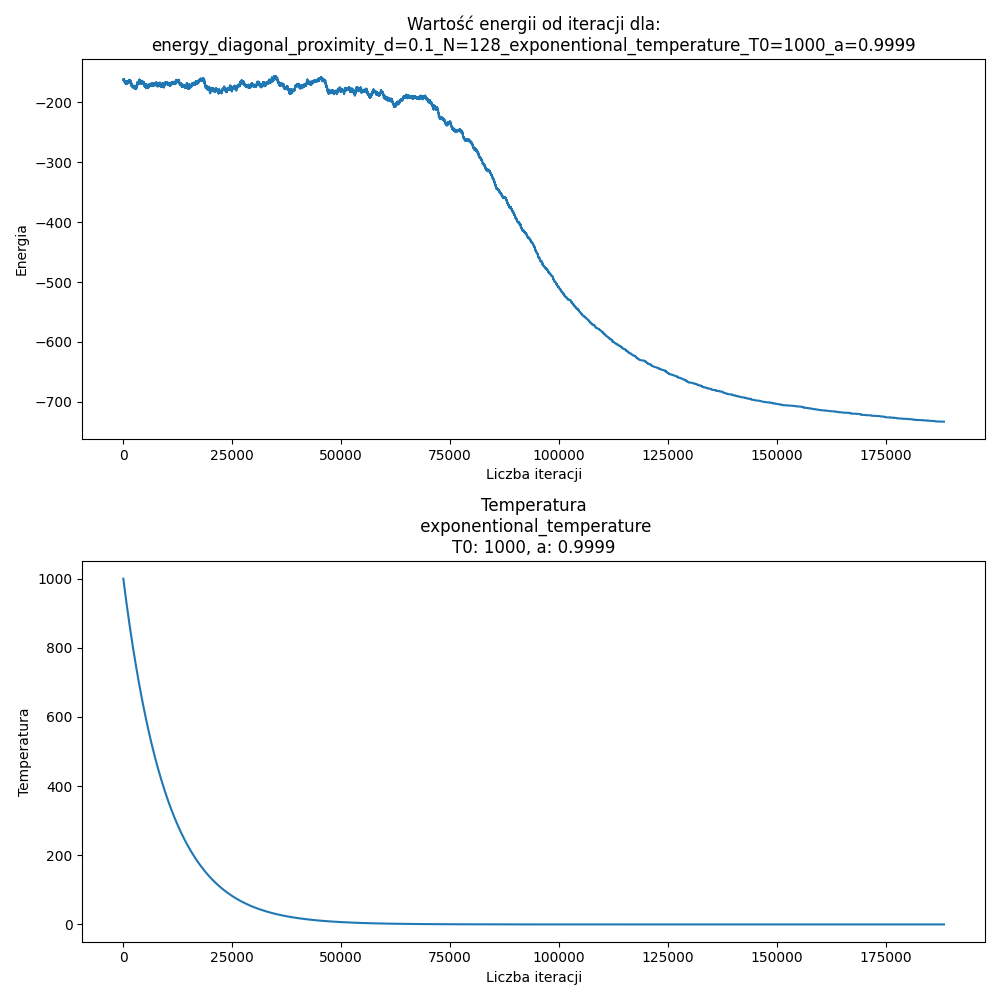 Wartość energii od iteracji dla:
energy_diagonal_proximity_d=0.1_N=128_exponentional_temperature_T0=1000_a=0.9999
−200
−300
−400
−500
−600
−700
Energia
0 25000 50000 75000 100000 125000 150000 175000
Liczba iteracji
Temperatura
exponentional_temperature
T0: 1000, a: 0.9999
1000
800
600
400
200
0
Temperatura
0 25000 50000 75000 100000 125000 150000 175000
Liczba iteracji